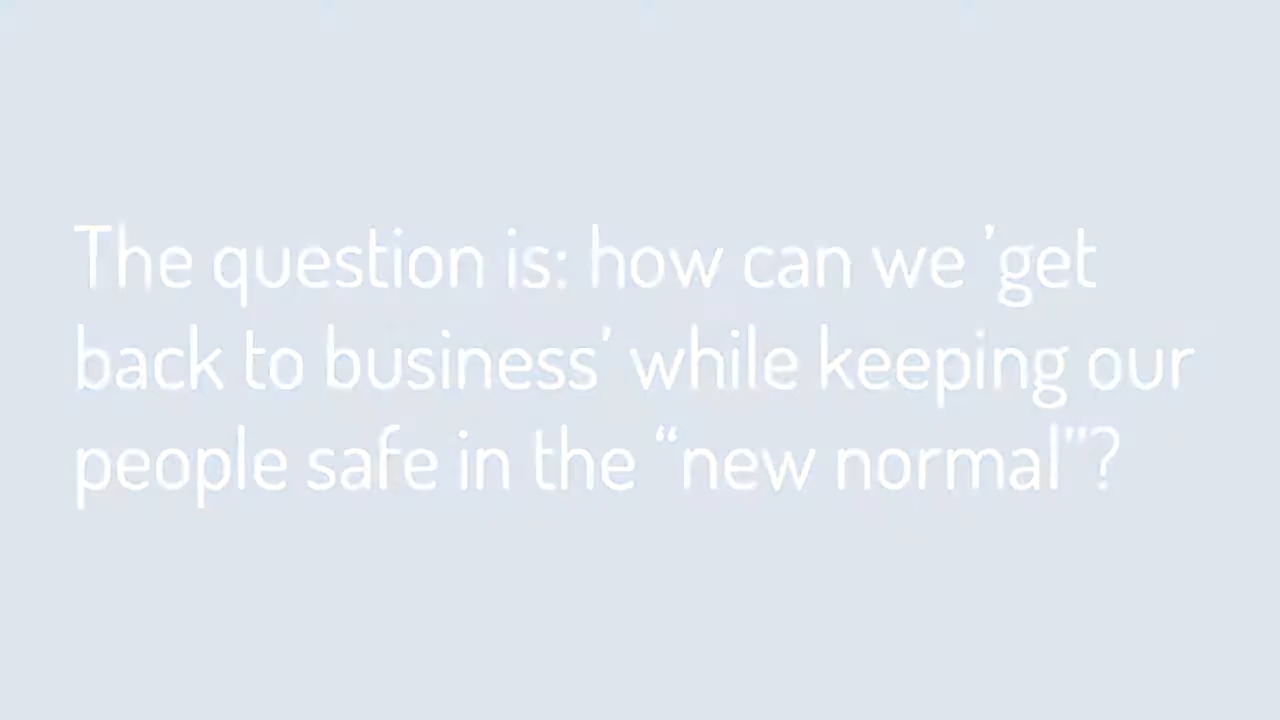 The question is: how can we 'get
back to business' while keeping our
people safe in the “new normal”?